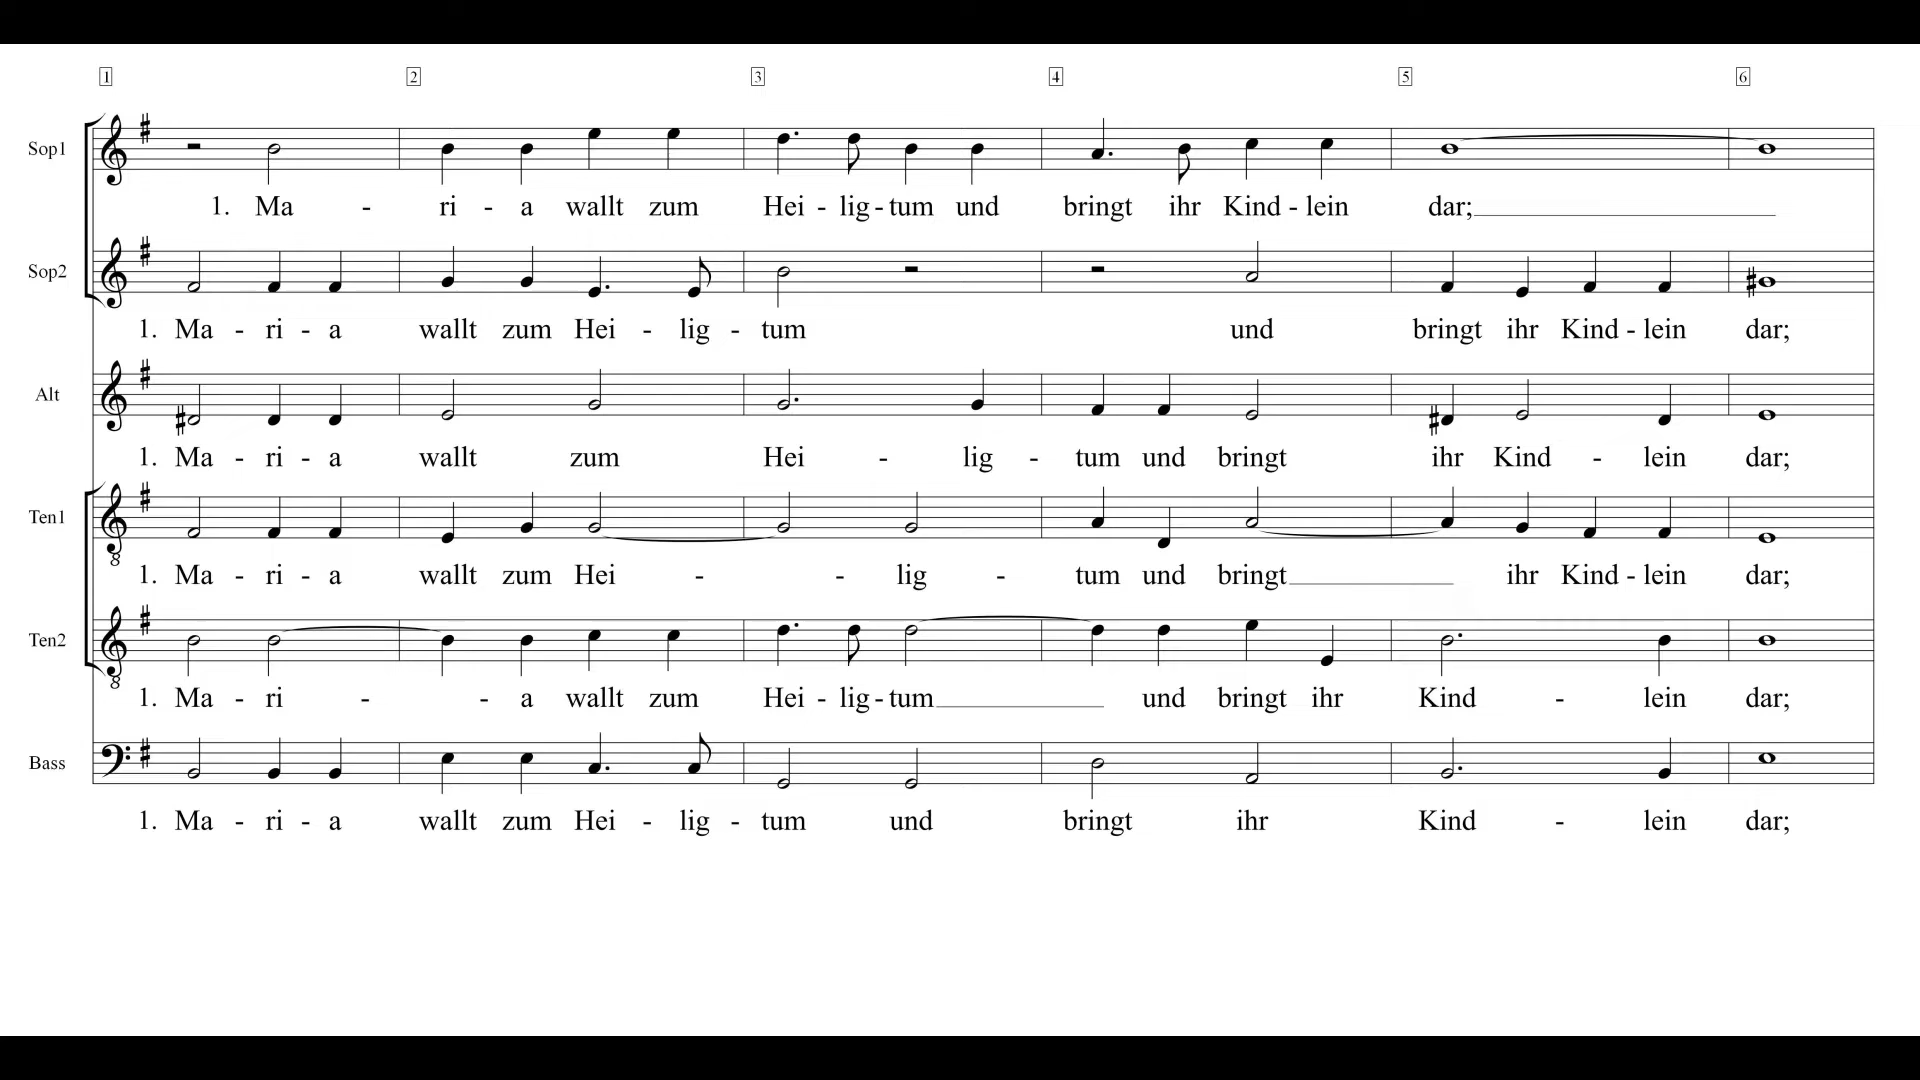 1 2 3 4 5 6
Sop1
1. Ma - ri - a wallt zum Hei - lig - tum und bringt ihr Kind - lein dar;
Sop2
1. Ma - ri - a wallt zum Hei - lig - tum und bringt ihr Kind - lein dar;
Alt
1. Ma - ri - a wallt zum Hei - lig - tum und bringt ihr Kind - lein dar;
Ten1
8
1. Ma - ri - a wallt zum Hei - - lig - tum und bringt ihr Kind - lein dar;
Ten2
8
1. Ma - ri - - a wallt zum Hei - lig - tum und bringt ihr Kind - lein dar;
Bass
1. Ma - ri - a wallt zum Hei - lig - tum und bringt ihr Kind - lein dar;